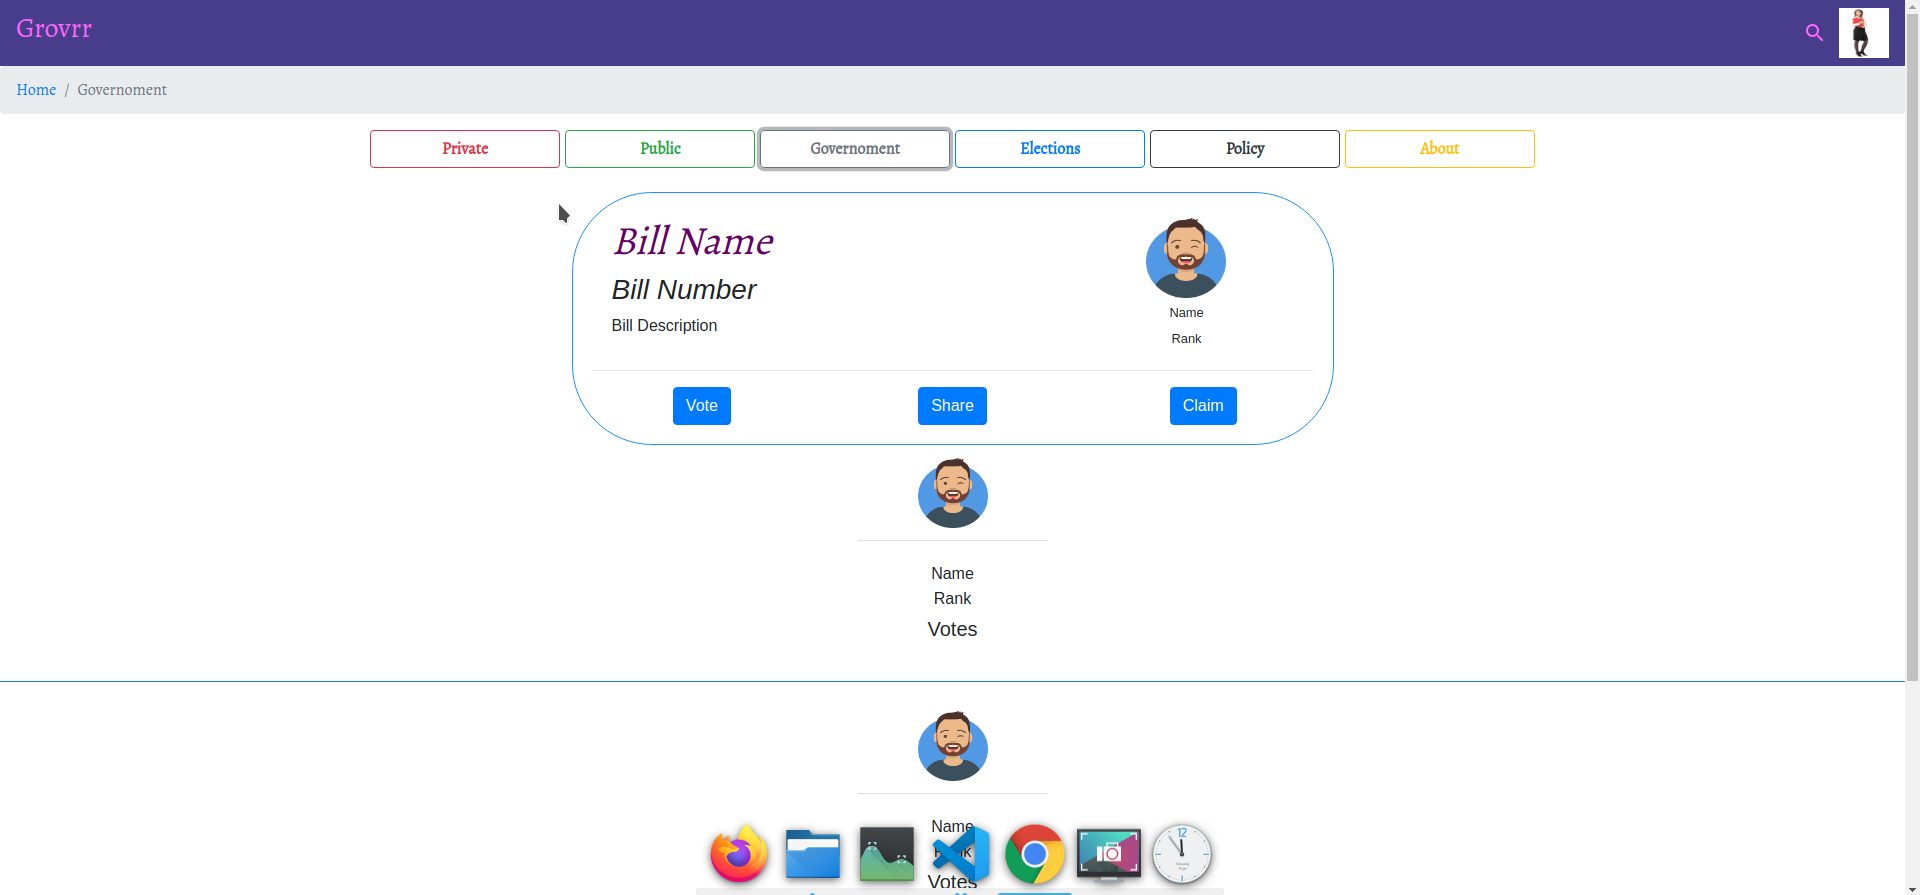 Grovrr
Home / Governoment
Private Public Governoment Elections Policy About
Bill Name
Bill Number
Bill Description
Name
Rank
Vote Share Claim
Name
Rank
Votes
Name
Votes
12